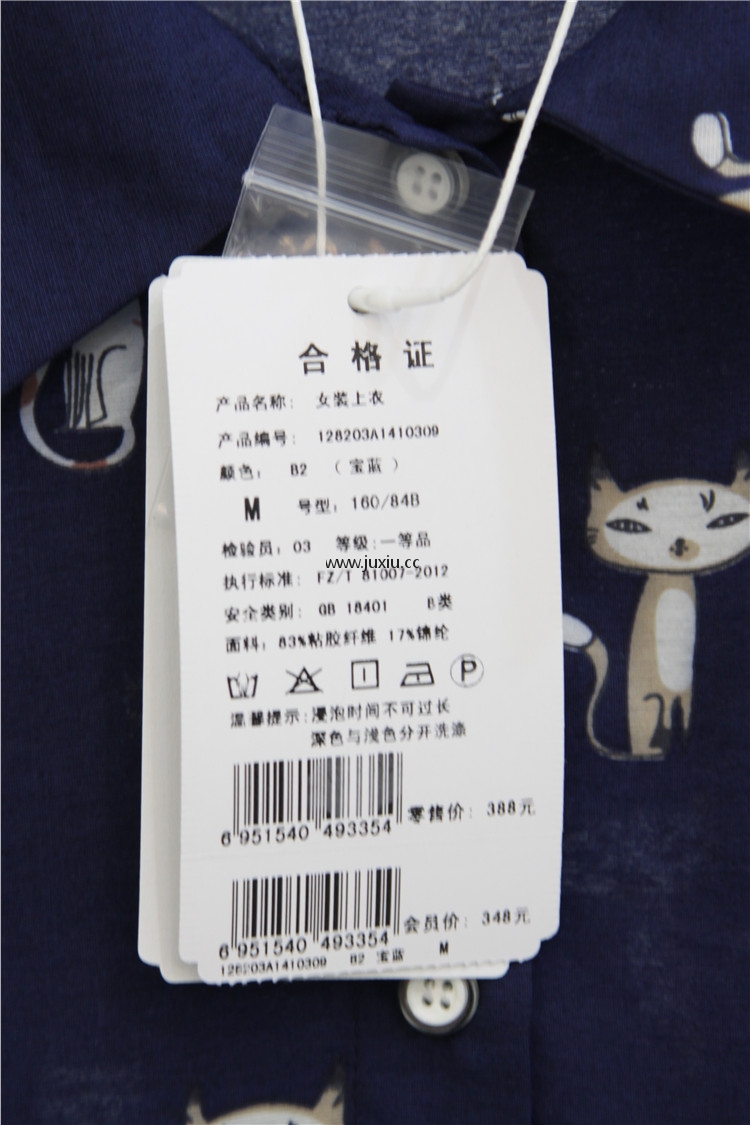 合格证
产品名称: 女装上衣
产品编号: 128203A1410309
颜色: B2 (宝蓝)
M 号型: 160/84B
检验员: 03 等级:一等品
www.juxiu.cc
执行标准: FZ/T 81007-2012
安全类别: GB 18401 B类
面料: 83%粘胶纤维 17%锦纶
P
温馨提示:浸泡时间不可过长
深色与浅色分开洗涤
零售价: 388元
6 951540 493354
会员价: 348元
6 951540 493354
128203A1410309 B2 宝蓝 M